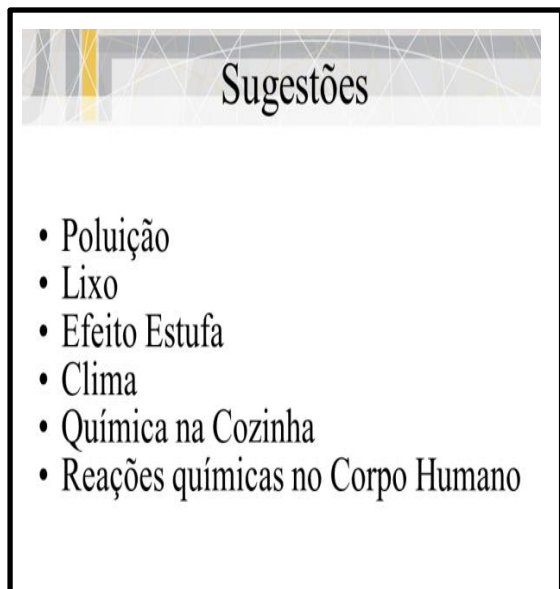 Sugestões
• Poluição
• Lixo
• Efeito Estufa
• Clima
• Química na Cozinha
• Reações químicas no Corpo Humano